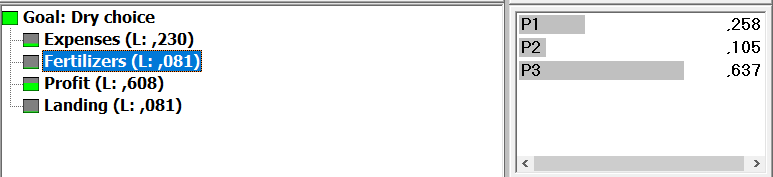 Goal: Dry choice
Expenses (L: ,230)
Fertilizers (L: ,081)
Profit (L: ,608)
Landing (L: ,081)
P1 ,258
P2 ,105
P3 ,637